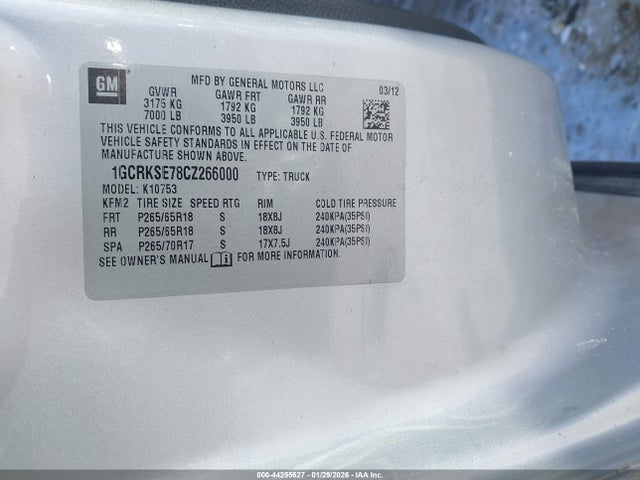 GM
MFD BY GENERAL MOTORS LLC
03/12
GVWR GAWR FRT GAWR RR
3175 KG 1792 KG 1792 KG
7000 LB 3950 LB 3950 LB
THIS VEHICLE CONFORMS TO ALL APPLICABLE U.S. FEDERAL MOTOR
VEHICLE SAFETY STANDARDS IN EFFECT ON THE DATE OF
MANUFACTURE SHOWN ABOVE.
1GCRKSE78CZ266000 TYPE: TRUCK
MODEL: K10753
KFM2 TIRE SIZE SPEED RTG RIM COLD TIRE PRESSURE
FRT P265/65R18 S 18X8J 240KPA(35PSI)
RR P265/65R18 S 18X8J 240KPA(35PSI)
SPA P265/70R17 S 17X7.5J 240KPA(35PSI)
SEE OWNER'S MANUAL FOR MORE INFORMATION.
000-44255627 - 01/29/2026 - IAA Inc.